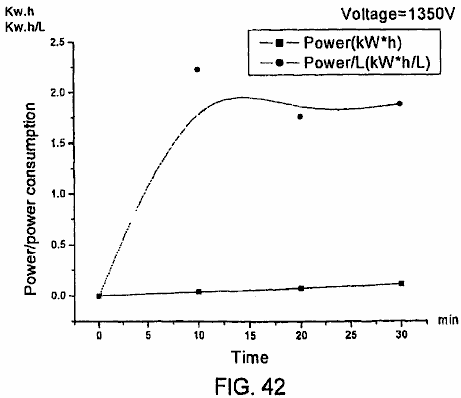 Kw.h
Kw.h/L
Voltage=1350V
Power(kW*h)
Power/L(kW*h/L)
Power/power consumption
2.5
2.0
1.5
1.0
0.5
0.0
0 5 10 15 20 25 30
min
Time
FIG. 42